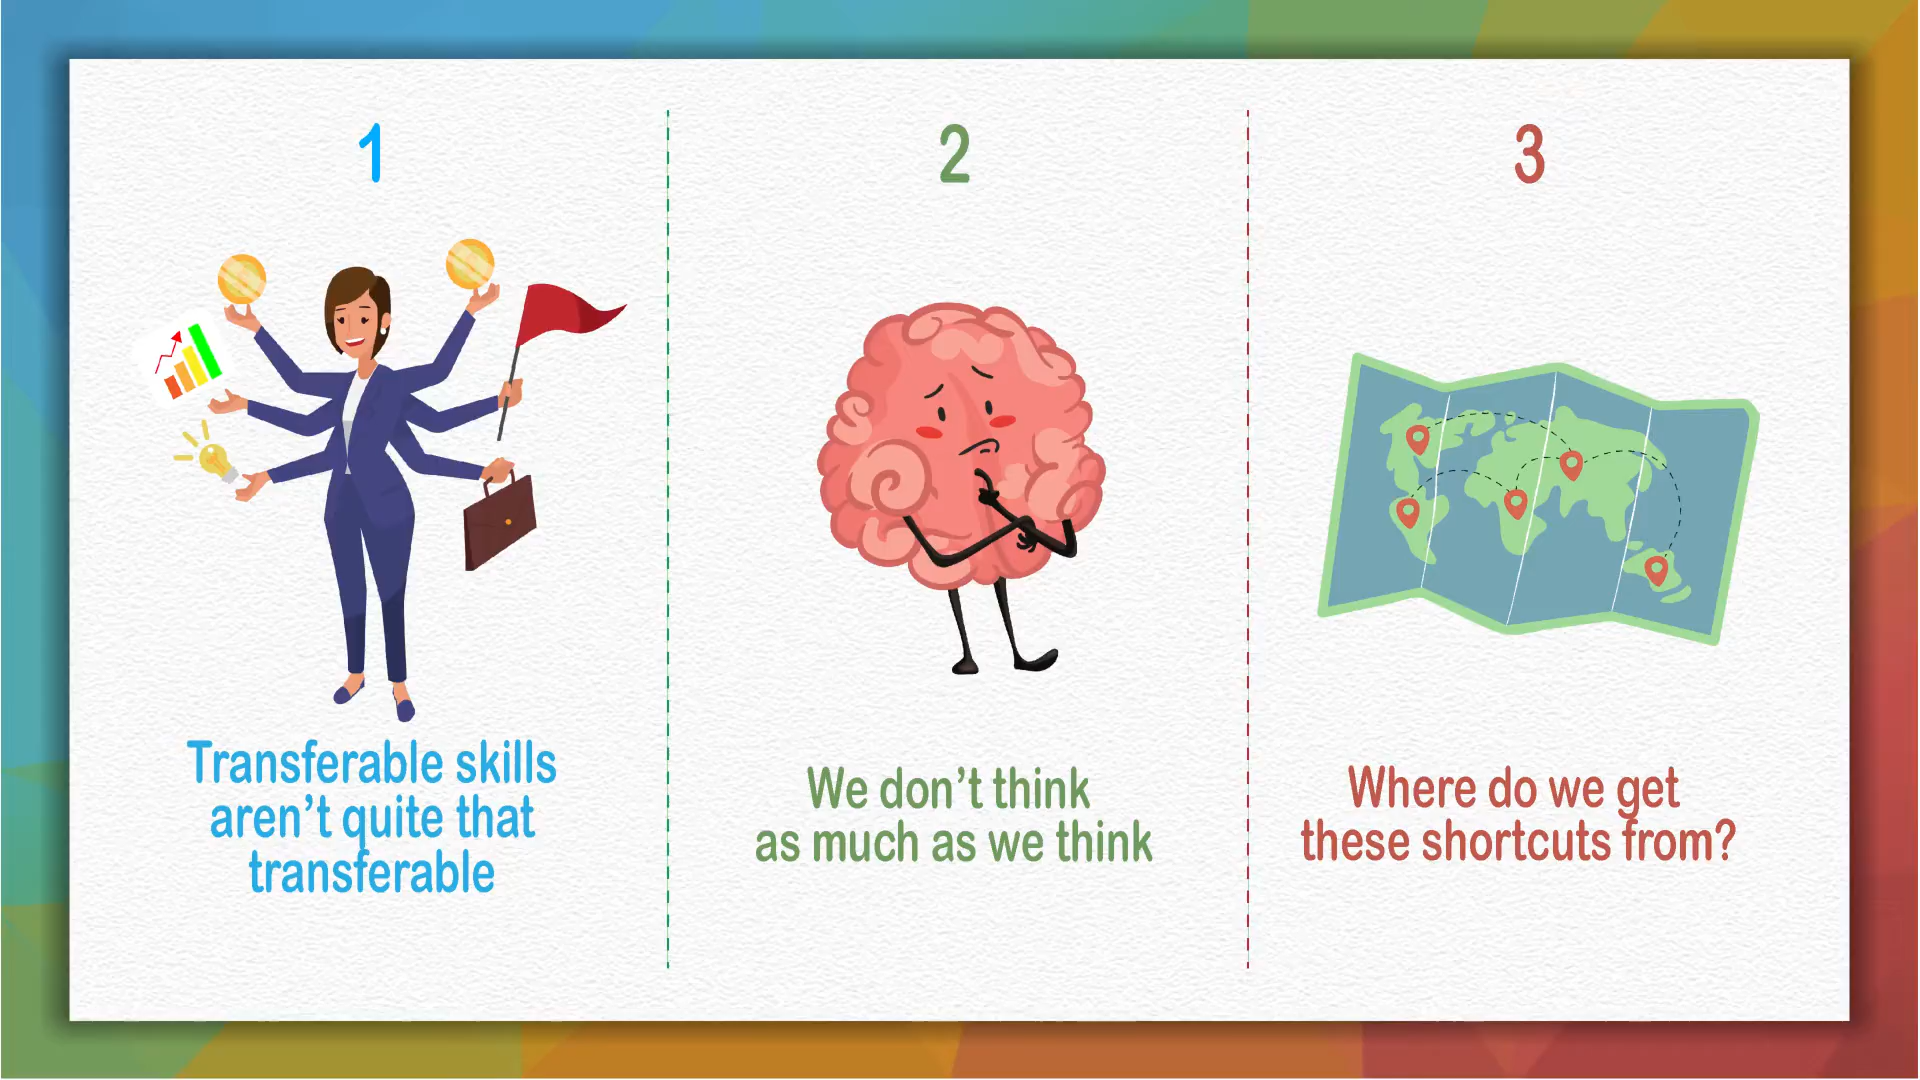 1
Transferable skills
aren’t quite that
transferable
2
We don’t think
as much as we think
3
Where do we get
these shortcuts from?